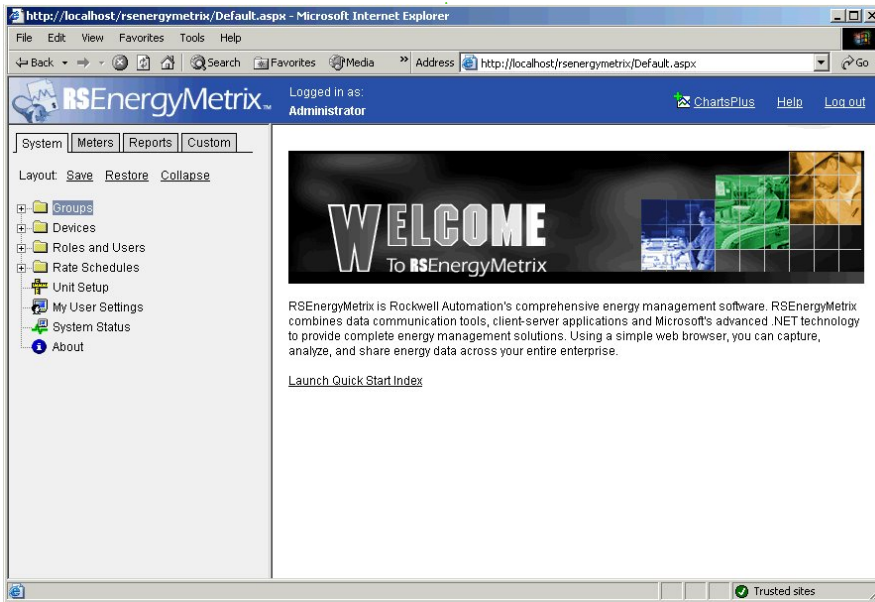 http://localhost/rsenergymetrix/Default.aspx - Microsoft Internet Explorer
File Edit View Favorites Tools Help
Back Search Favorites Media » Address http://localhost/rsenergymetrix/Default.aspx Go
RSEnergyMetrix™ Logged in as: ChartsPlus Help Log out
Administrator
System Meters Reports Custom
Layout: Save Restore Collapse
Groups
Devices
Roles and Users
Rate Schedules
Unit Setup
My User Settings
System Status
About
WELCOME
To RSEnergyMetrix
RSEnergyMetrix is Rockwell Automation's comprehensive energy management software. RSEnergyMetrix
combines data communication tools, client-server applications and Microsoft's advanced .NET technology
to provide complete energy management solutions. Using a simple web browser, you can capture,
analyze, and share energy data across your entire enterprise.
Launch Quick Start Index
Trusted sites